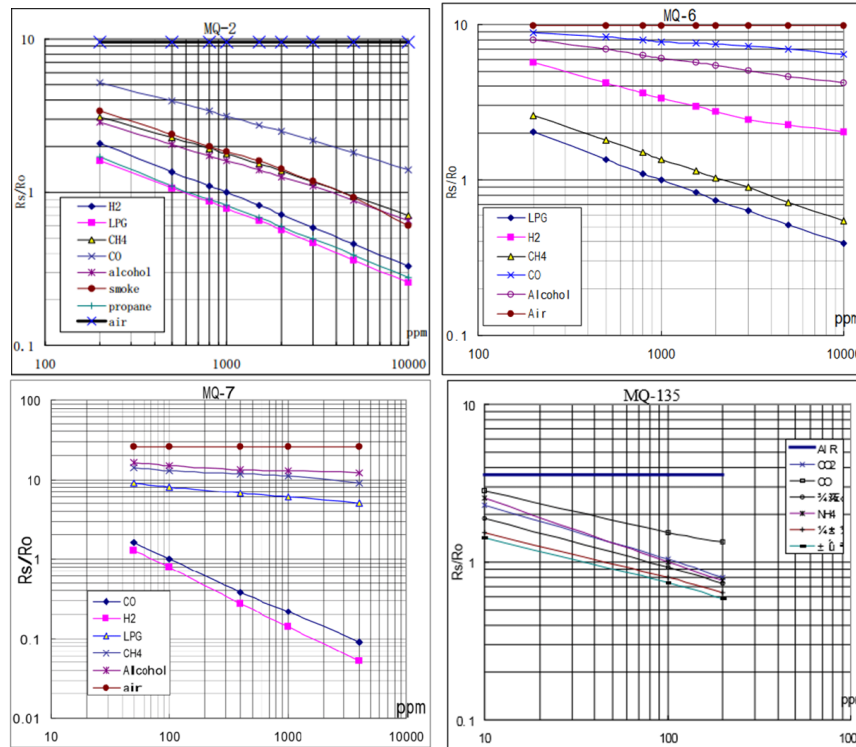 MQ-2
10
1
0.1
Rs/Ro
H2
LPG
CH4
CO
alcohol
smoke
propane
air
ppm
100
1000
10000
MQ-6
10
1
0.1
Rs/Ro
LPG
H2
CH4
CO
Alcohol
Air
ppm
100
1000
10000
MQ-7
100
10
1
0.1
0.01
Rs/Ro
CO
H2
LPG
CH4
Alcohol
air
ppm
10
100
1000
10000
MQ-135
10
1
0.1
Rs/Ro
AIR
CO2
CO
NH4
ppm
10
100